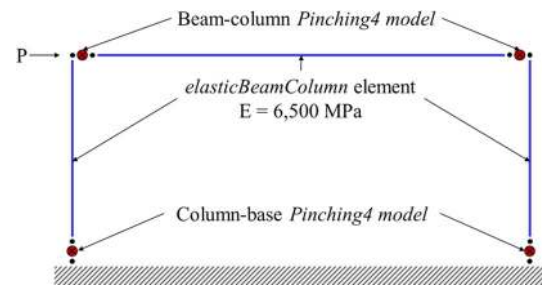 Beam-column Pinching4 model
P
elasticBeamColumn element
E = 6,500 MPa
Column-base Pinching4 model